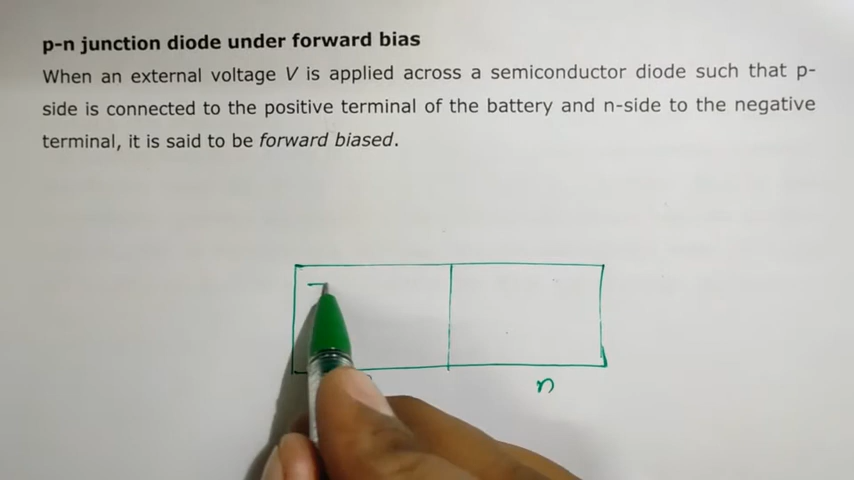 p-n junction diode under forward bias
When an external voltage V is applied across a semiconductor diode such that p-
side is connected to the positive terminal of the battery and n-side to the negative
terminal, it is said to be forward biased.
n